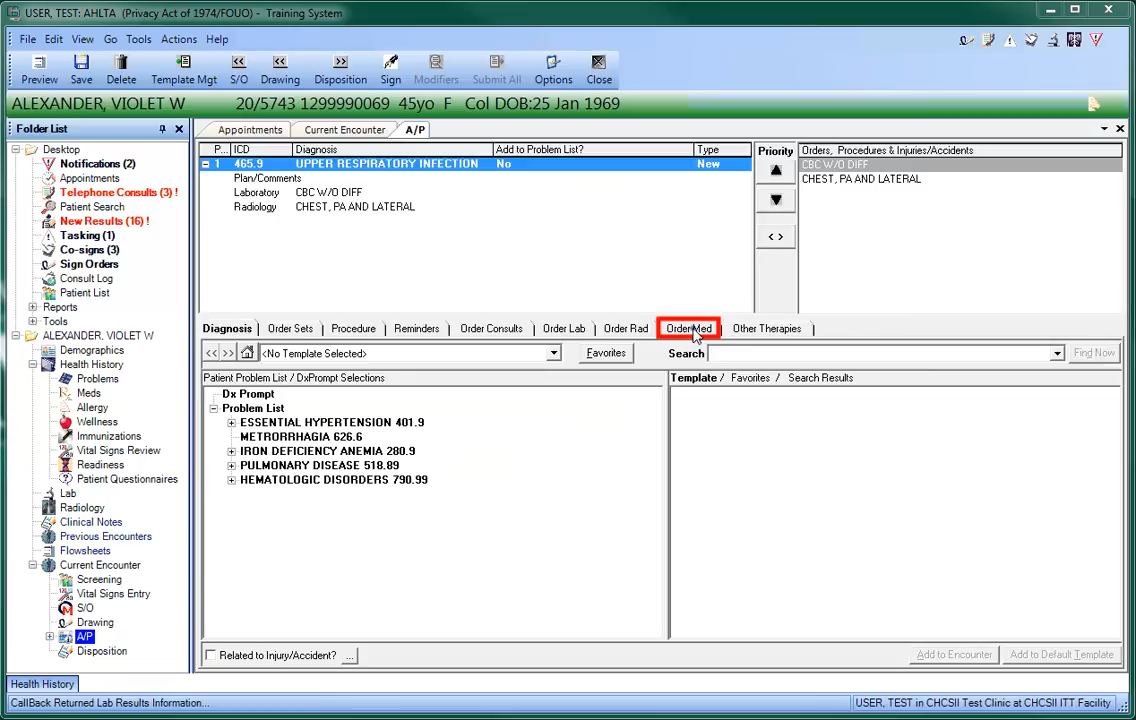 USER, TEST: AHLTA (Privacy Act of 1974/FOUO) - Training System
File Edit View Go Tools Actions Help
Preview Save Delete Template Mgt S/O Drawing Disposition Sign Modifiers Submit All Options Close
ALEXANDER, VIOLET W 20/5743 1299990069 45yo F Col DOB:25 Jan 1969
Folder List
Appointments Current Encounter A/P
P... ICD Diagnosis Add to Problem List? Type
1 465.9 UPPER RESPIRATORY INFECTION No New
Plan/Comments
Laboratory CBC W/O DIFF
Radiology CHEST, PA AND LATERAL
Priority
< >
Orders, Procedures & Injuries/Accidents
CBC W/O DIFF
CHEST, PA AND LATERAL
Desktop
Notifications (2)
Appointments
Telephone Consults (3) !
Patient Search
New Results (16) !
Tasking (1)
Co-signs (3)
Sign Orders
Consult Log
Patient List
Reports
Tools
ALEXANDER, VIOLET W
Demographics
Health History
Problems
Meds
Allergy
Wellness
Immunizations
Vital Signs Review
Readiness
Patient Questionnaires
Lab
Radiology
Clinical Notes
Previous Encounters
Flowsheets
Current Encounter
Screening
Vital Signs Entry
S/O
Drawing
A/P
Disposition
Diagnosis Order Sets Procedure Reminders Order Consults Order Lab Order Rad Order Med Other Therapies
<< >> <No Template Selected> Favorites Search Find Now
Patient Problem List / DxPrompt Selections
Template / Favorites / Search Results
Dx Prompt
Problem List
ESSENTIAL HYPERTENSION 401.9
METRORRHAGIA 626.6
IRON DEFICIENCY ANEMIA 280.9
PULMONARY DISEASE 518.89
HEMATOLOGIC DISORDERS 790.99
Related to Injury/Accident? ... Add to Encounter Add to Default Template
Health History
CallBack Returned Lab Results Information... USER, TEST in CHCSII Test Clinic at CHCSII ITT Facility